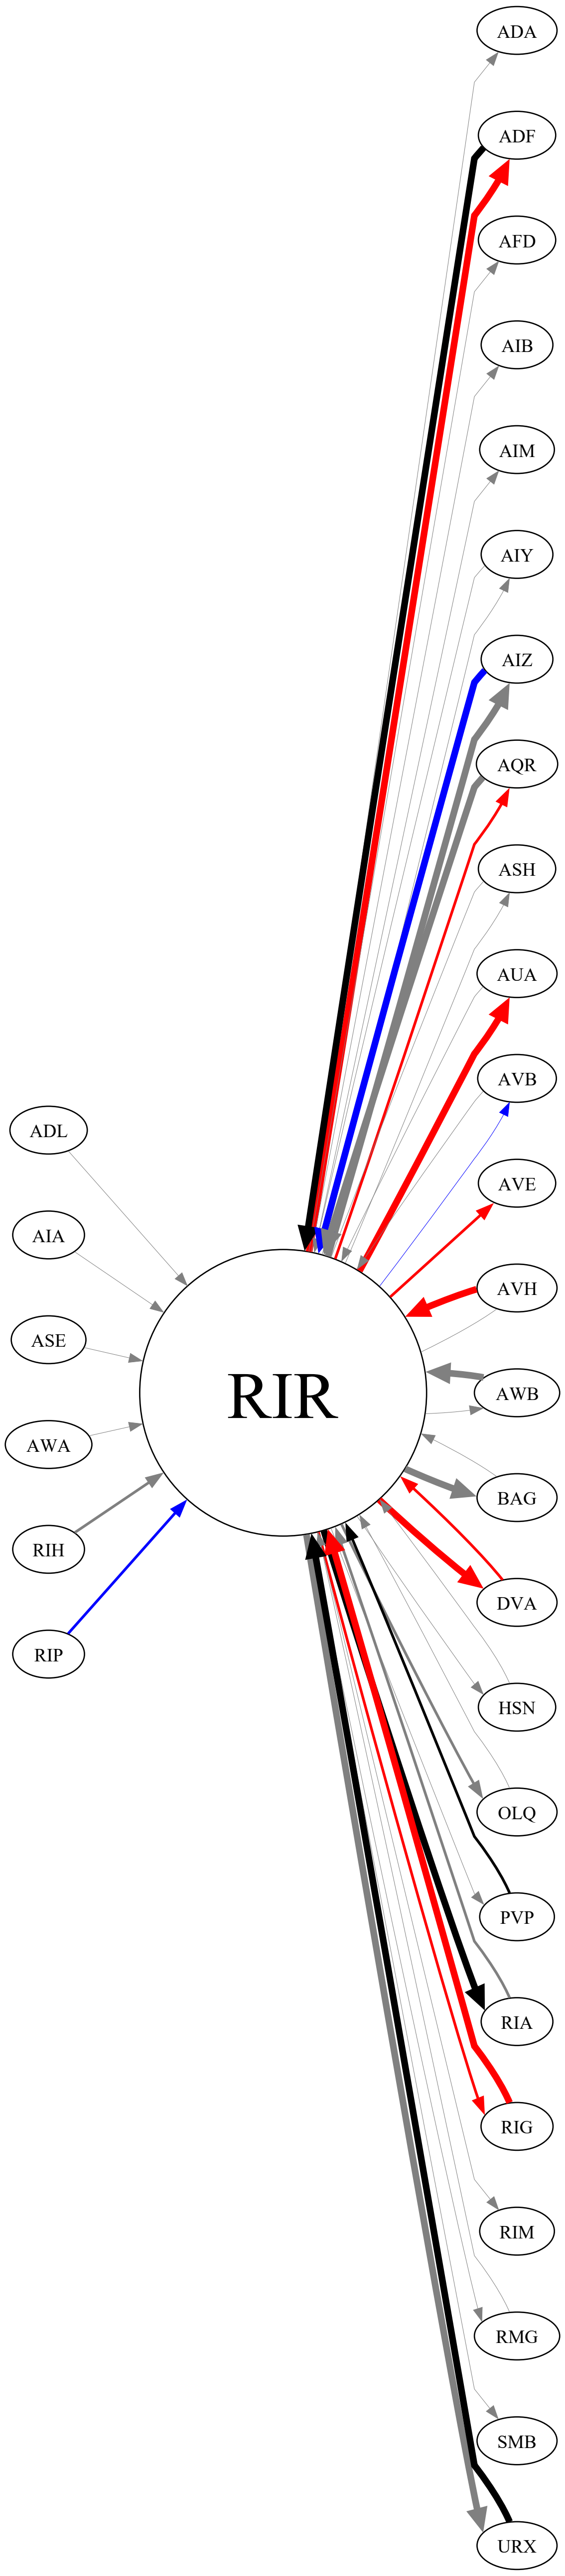 ADA
ADF
AFD
AIB
AIM
AIY
AIZ
AQR
ASH
AUA
AVB
ADL
AVE
AIA
AVH
ASE
RIR
AWB
AWA
BAG
RIH
DVA
RIP
HSN
OLQ
PVP
RIA
RIG
RIM
RMG
SMB
URX